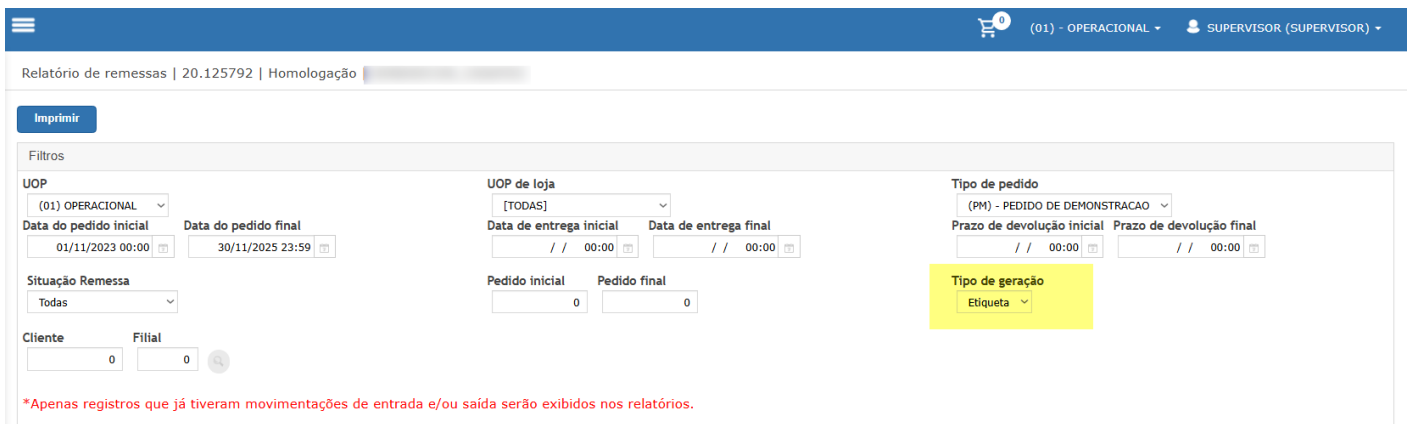 0
(01) - OPERACIONAL
SUPERVISOR (SUPERVISOR)
Relatório de remessas | 20.125792 | Homologação
Imprimir
Filtros
UOP
UOP de loja
Tipo de pedido
(01) OPERACIONAL
[TODAS]
(PM) - PEDIDO DE DEMONSTRACAO
Data do pedido inicial Data do pedido final
Data de entrega inicial Data de entrega final
Prazo de devolução inicial Prazo de devolução final
01/11/2023 00:00 30/11/2025 23:59
/ / 00:00 / / 00:00
/ / 00:00 / / 00:00
Situação Remessa
Pedido inicial Pedido final
Tipo de geração
Todas
0 0
Etiqueta
Cliente Filial
0 0
*Apenas registros que já tiveram movimentações de entrada e/ou saída serão exibidos nos relatórios.